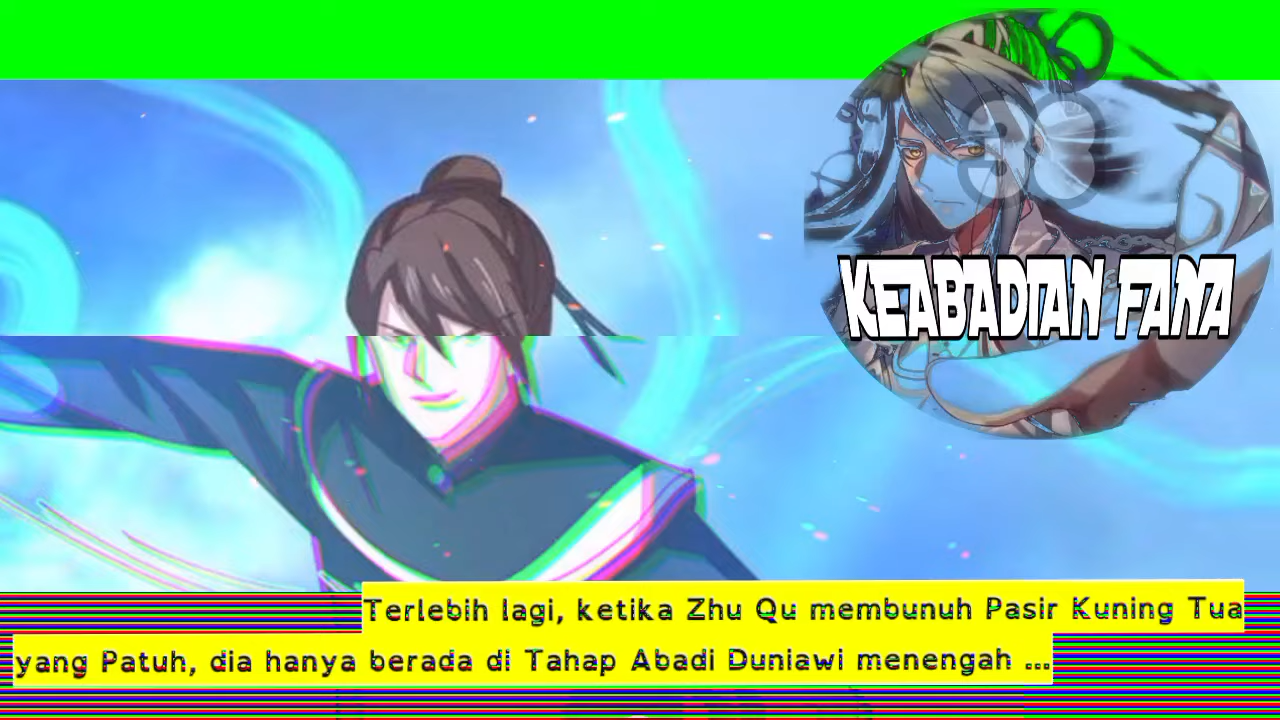 KEABADIAN FANA
Terlebih lagi, ketika Zhu Qu membunuh Pasir Kuning Tua
yang Patuh, dia hanya berada di Tahap Abadi Duniawi menengah ...